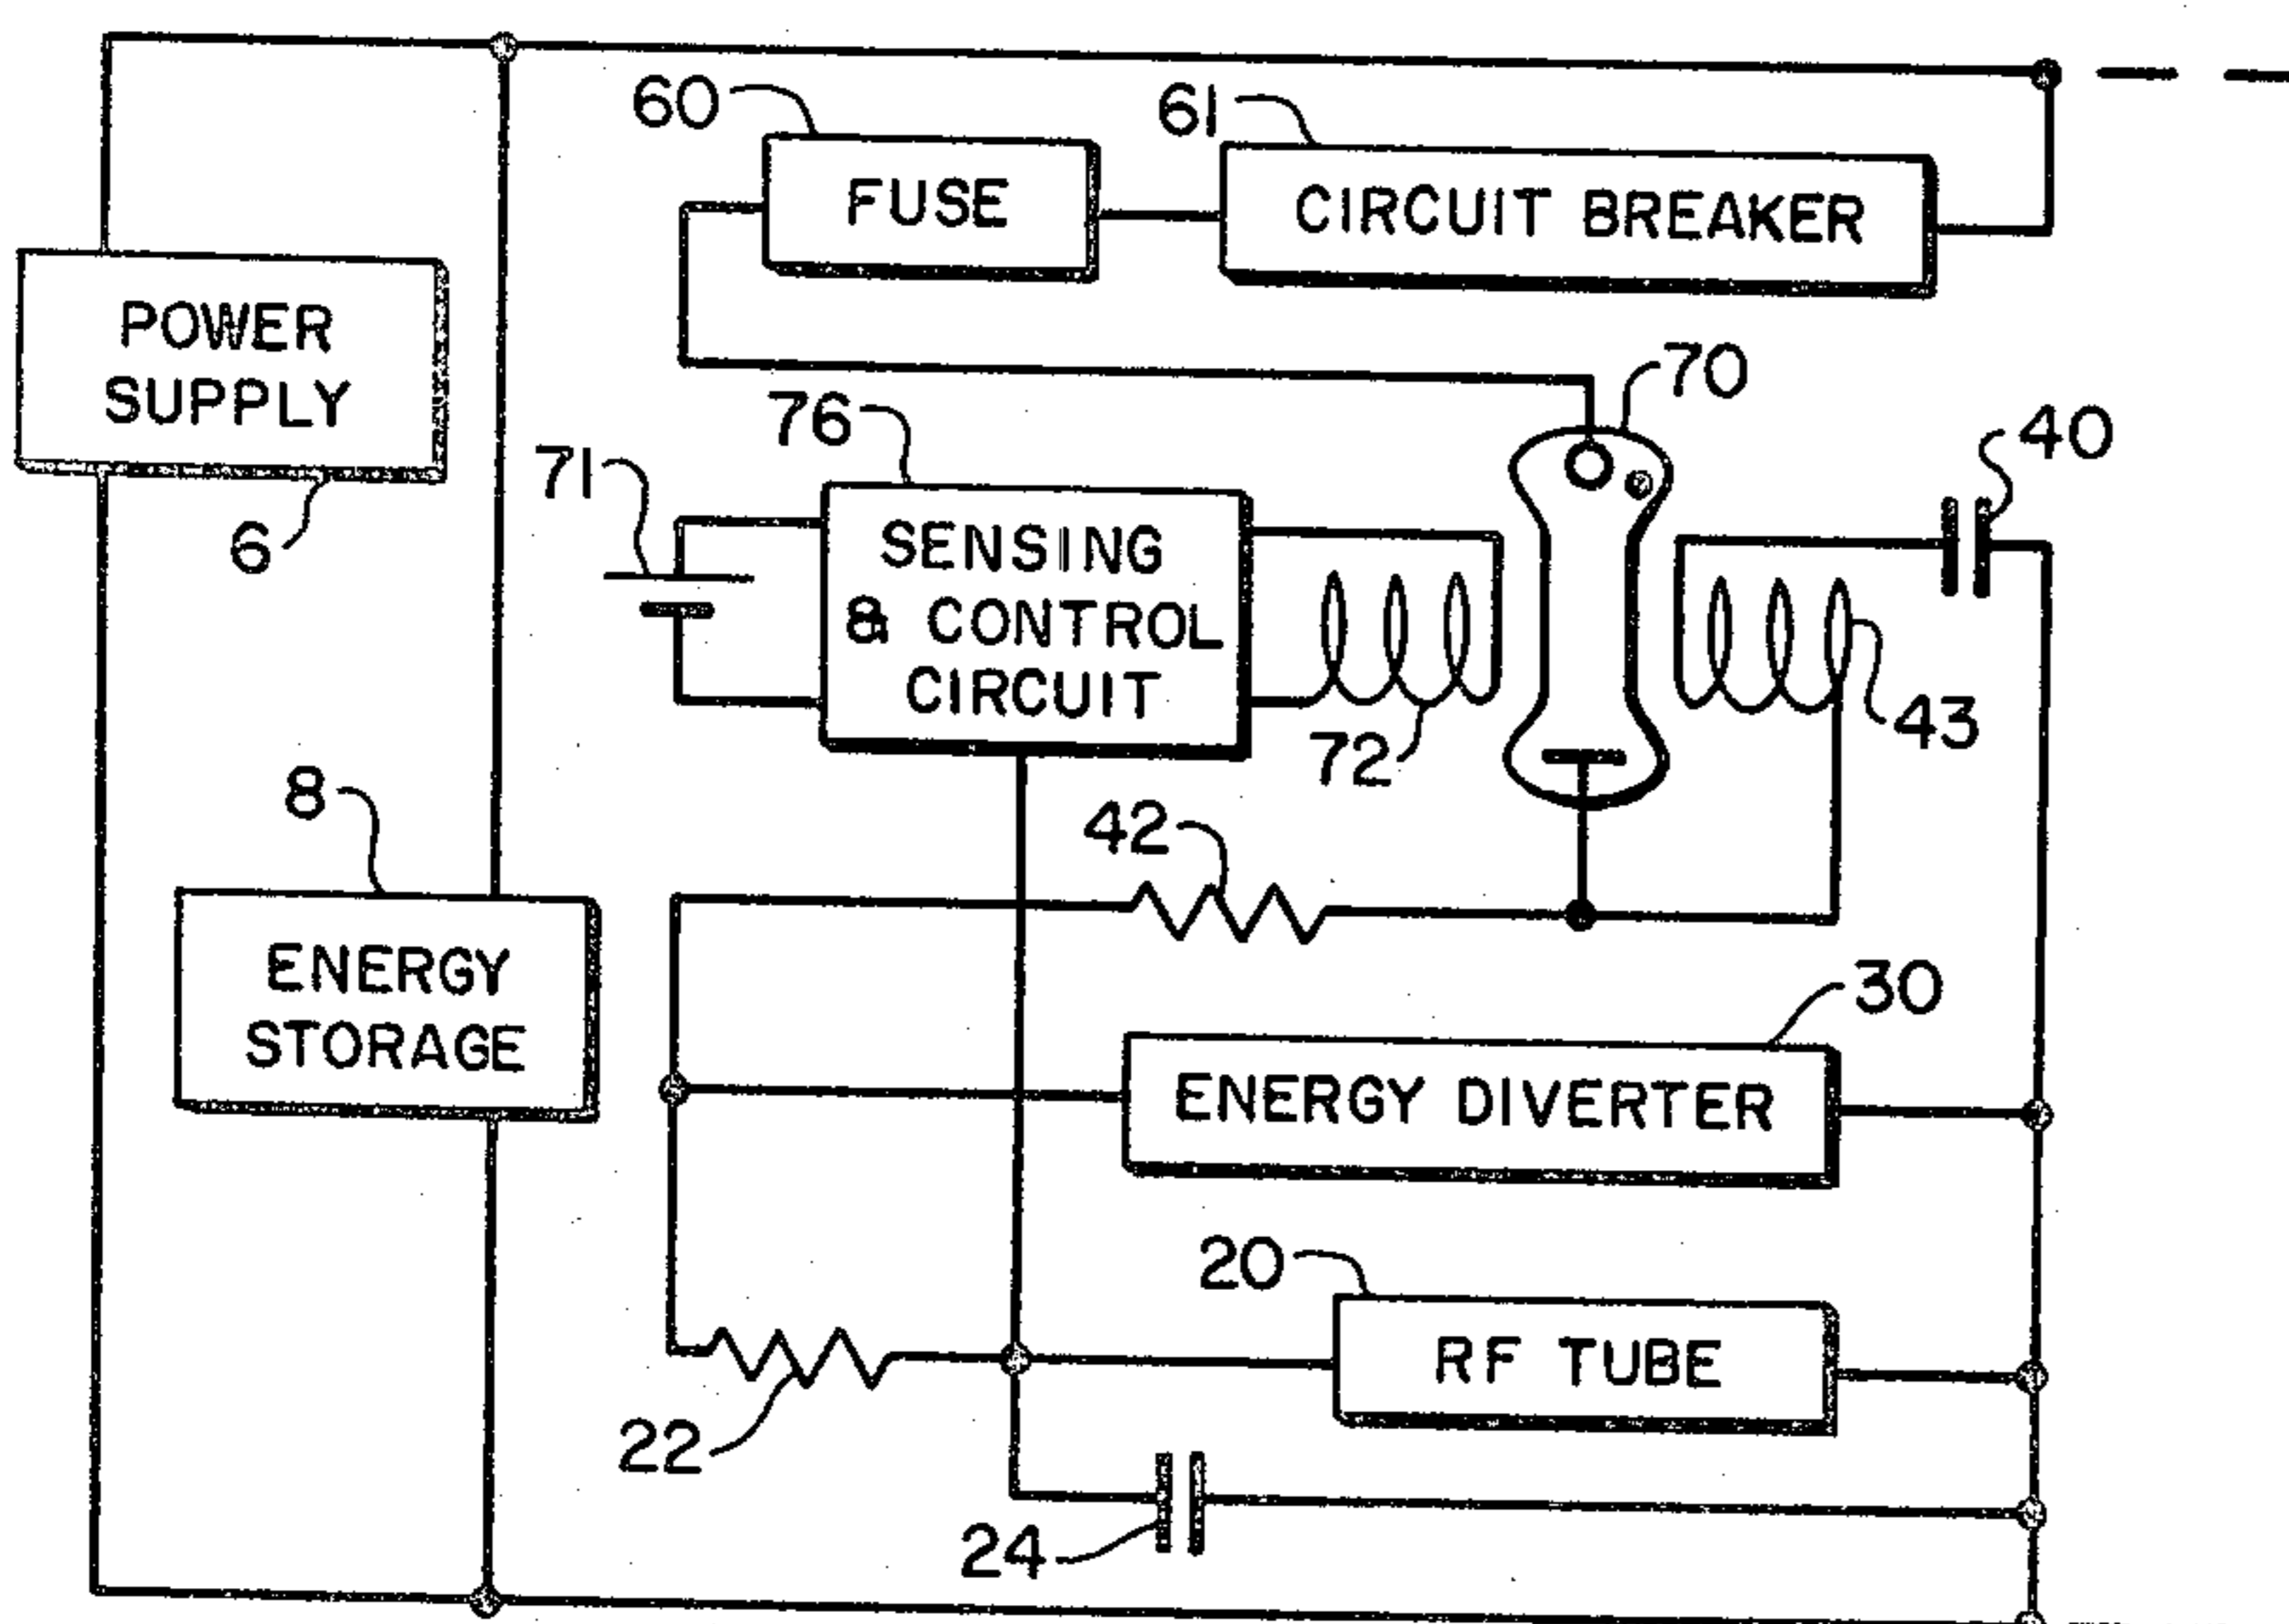 60
61
FUSE
CIRCUIT BREAKER
POWER
SUPPLY
6
70
76
40
71
SENSING
& CONTROL
CIRCUIT
72
43
8
42
ENERGY
STORAGE
30
ENERGY DIVERTER
20
RF TUBE
22
24